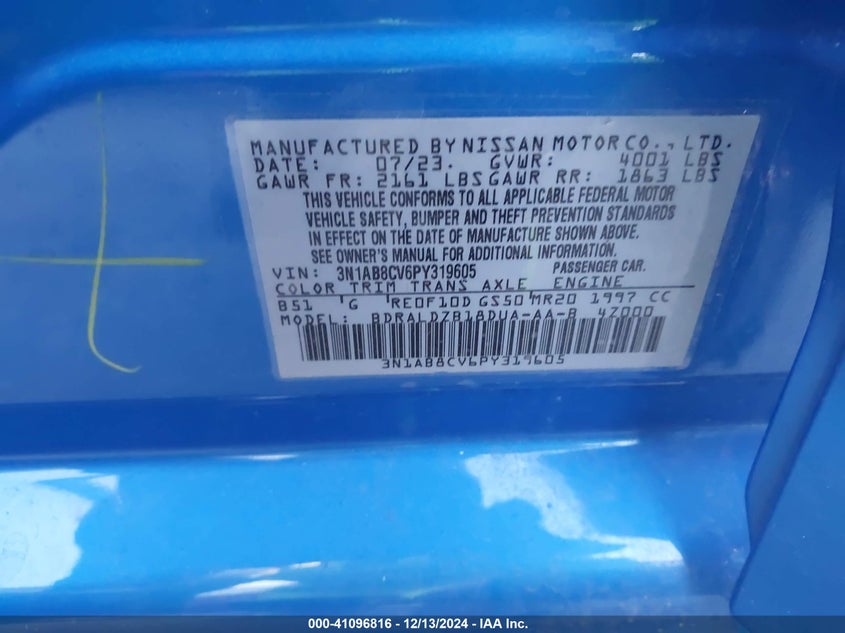 MANUFACTURED BY NISSAN MOTOR CO., LTD.
DATE: 07/23. GVWR: 4001 LBS
GAWR FR: 2161 LBS GAWR RR: 1863 LBS
THIS VEHICLE CONFORMS TO ALL APPLICABLE FEDERAL MOTOR
VEHICLE SAFETY, BUMPER AND THEFT PREVENTION STANDARDS
IN EFFECT ON THE DATE OF MANUFACTURE SHOWN ABOVE.
SEE OWNER'S MANUAL FOR ADDITIONAL INFORMATION.
VIN: 3N1AB8CV6PY319605 PASSENGER CAR.
COLOR TRIM TRANS AXLE ENGINE
B51 G RE0F10D GS50 MR20 1997 CC
MODEL: BDRALDZB18DUA-AA-B 4Z000
3N1AB8CV6PY319605
000-41096816 - 12/13/2024 - IAA Inc.